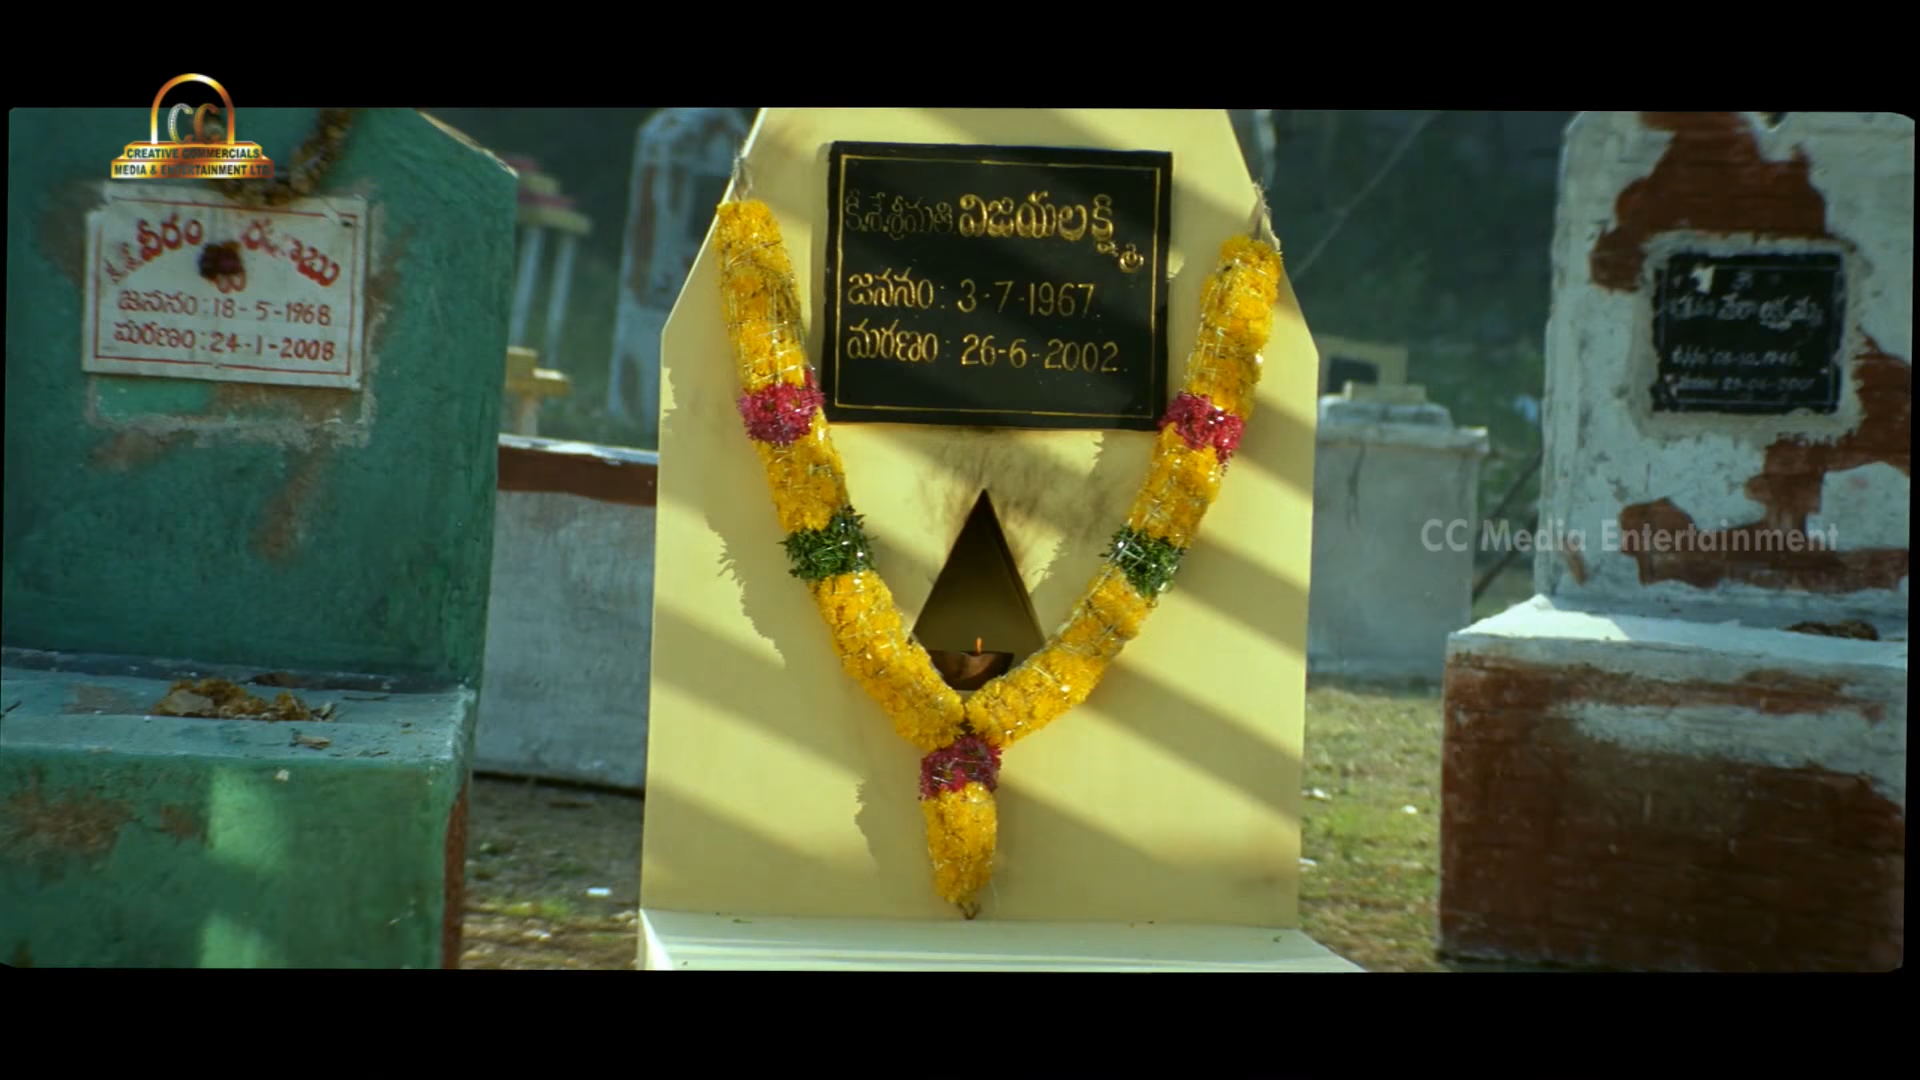 CC
CREATIVE COMMERCIALS
MEDIA & ENTERTAINMENT LTD
వీరం
జననం : 18-5-1968
మరణం : 24-1-2008
కీ.శే. శ్రీమతి. విజయలక్ష్మి
జననం : 3-7-1967.
మరణం : 26-6-2002.
CC Media Entertainment